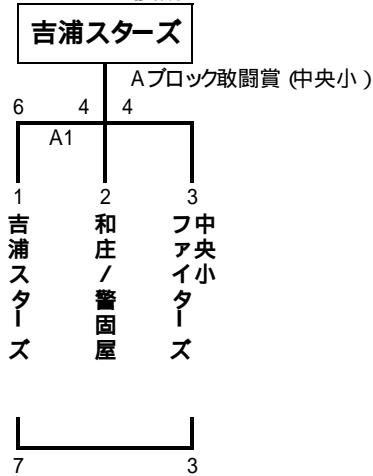 吉浦スターズ
Aブロック敢闘賞 (中央小 )
6 4 4
A1
1 2 3
吉浦スターズ
和庄/警固屋
中央小
ファイターズ
7 3